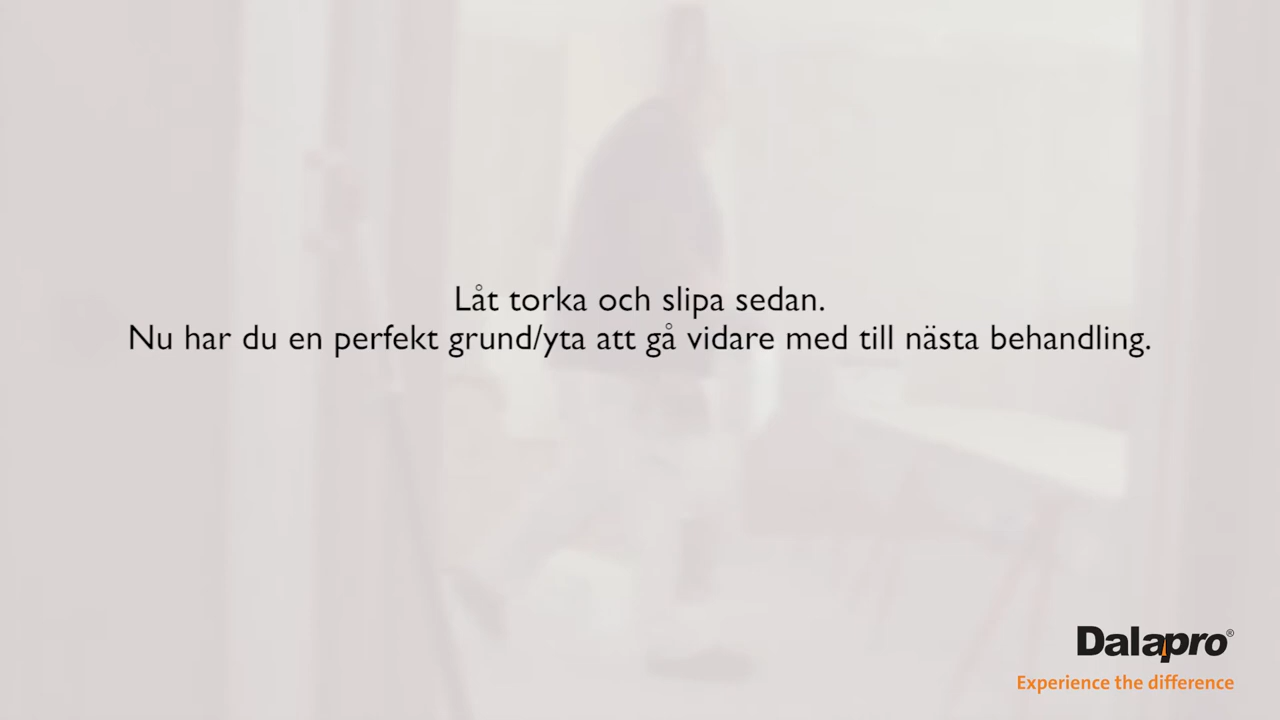 Låt torka och slipa sedan.
Nu har du en perfekt grund/yta att gå vidare med till nästa behandling.
Dalapro®
Experience the difference